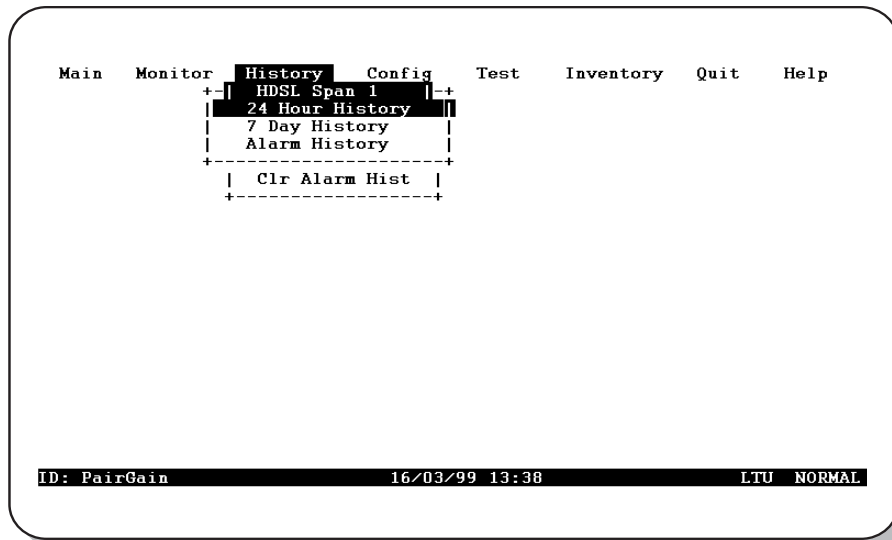 Main Monitor History Config Test Inventory Quit Help
HDSL Span 1
24 Hour History
7 Day History
Alarm History
Clr Alarm Hist
ID: PairGain 16/03/99 13:38 LTU NORMAL